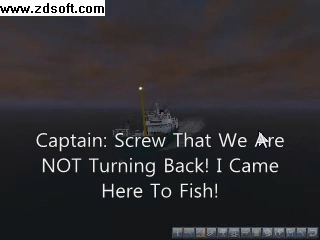 www.zdsoft.com
Captain: Screw That We Are
NOT Turning Back! I Came
Here To Fish!